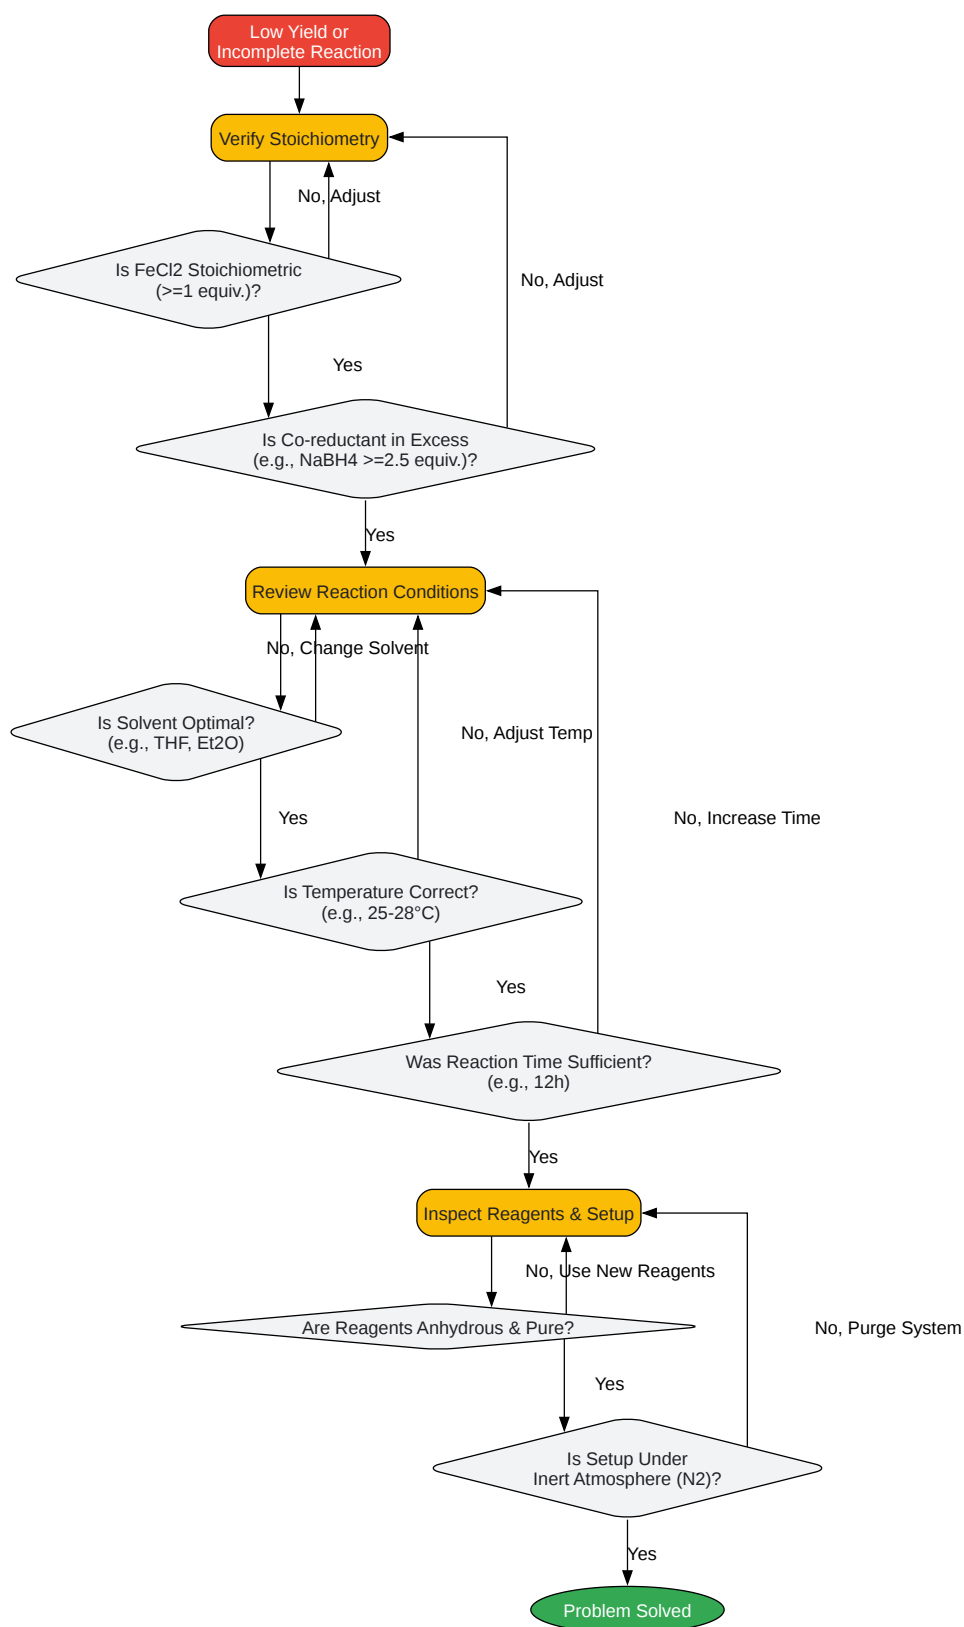 Low Yield or
Incomplete Reaction
Verify Stoichiometry
No, Adjust
Is FeCl2 Stoichiometric
(>=1 equiv.)?
No, Adjust
Yes
Is Co-reductant in Excess
(e.g., NaBH4 >=2.5 equiv.)?
Yes
Review Reaction Conditions
No, Change Solvent
Is Solvent Optimal?
(e.g., THF, Et2O)
No, Adjust Temp
Yes
No, Increase Time
Is Temperature Correct?
(e.g., 25-28°C)
Yes
Was Reaction Time Sufficient?
(e.g., 12h)
Yes
Inspect Reagents & Setup
No, Use New Reagents
Are Reagents Anhydrous & Pure?
No, Purge System
Yes
Is Setup Under
Inert Atmosphere (N2)?
Yes
Problem Solved